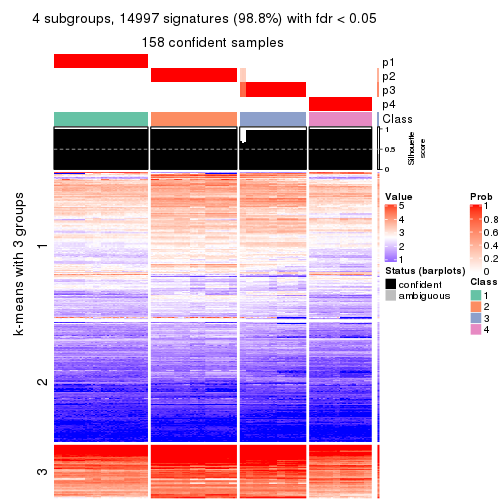 4 subgroups, 14997 signatures (98.8%) with fdr < 0.05
158 confident samples
p1
p2
p3
p4
Class
1
0.5
0
Silhouette
score
k-means with 3 groups
1
2
3
Value
5
4
3
2
1
Status (barplots)
confident
ambiguous
Prob
1
0.8
0.6
0.4
0.2
0
Class
1
2
3
4